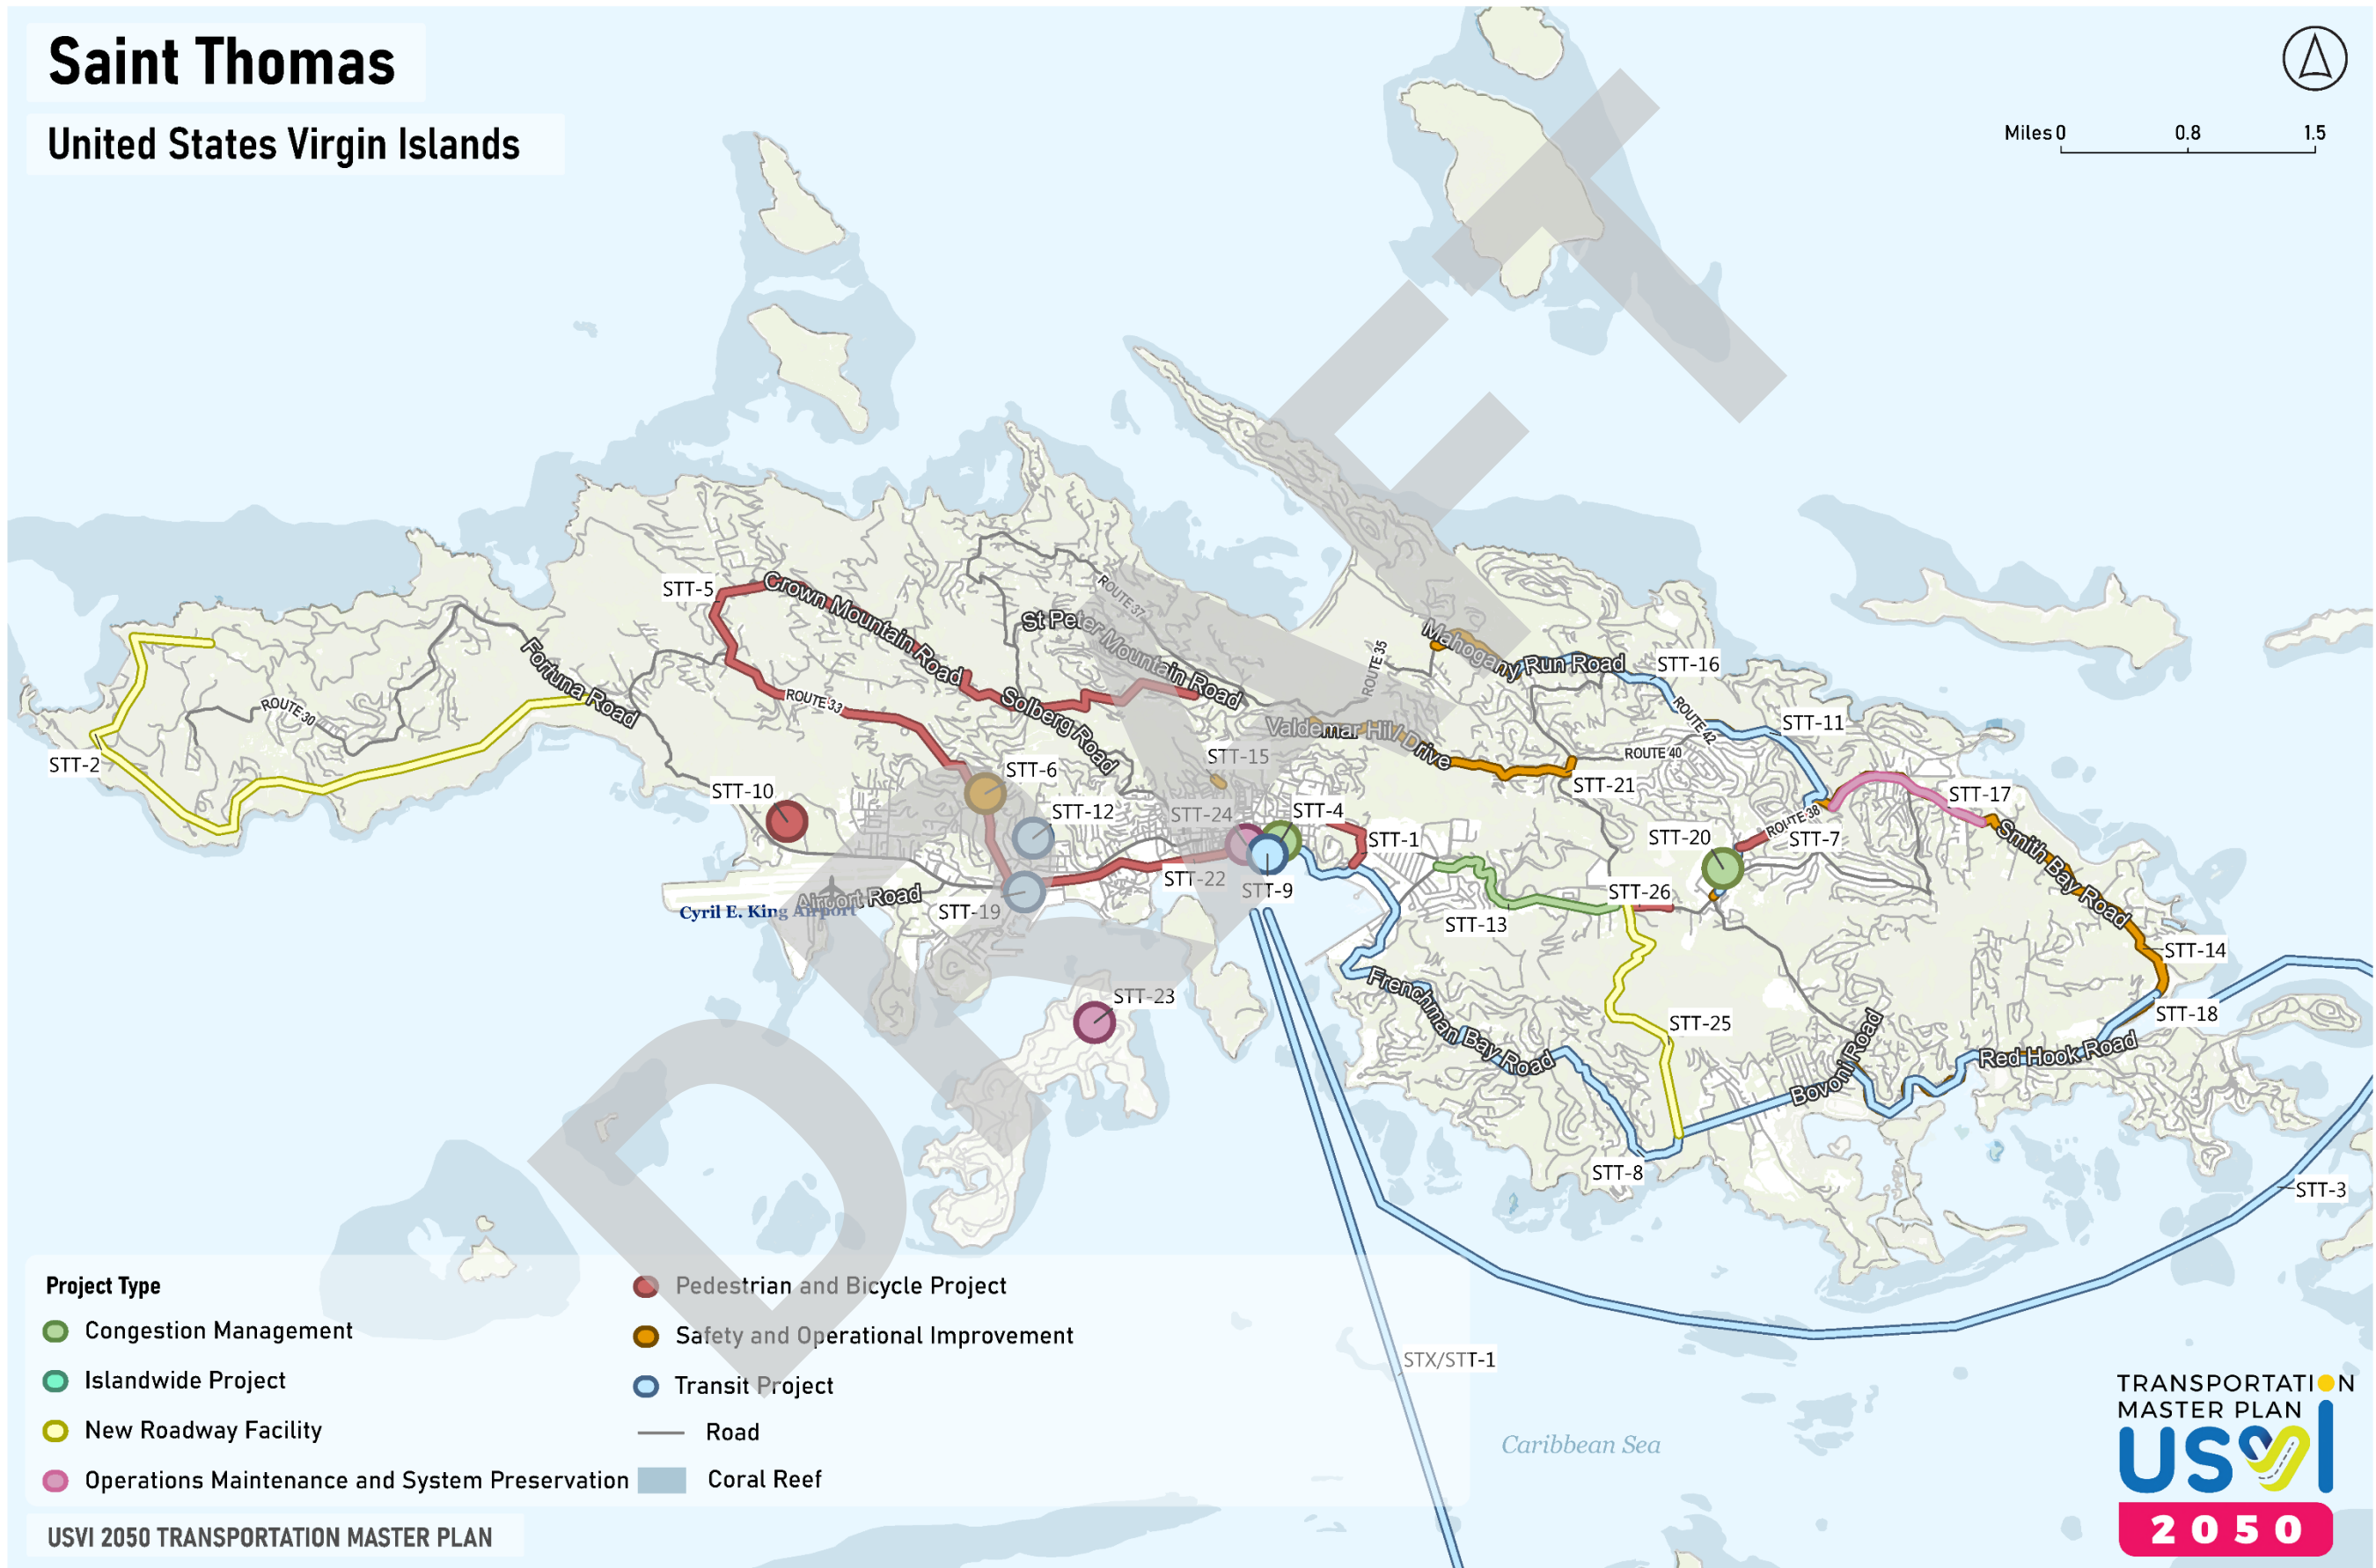 Saint Thomas
United States Virgin Islands
Miles 0 0.8 1.5
STT-5
Crown Mountain Road
ROUTE 37
St Peter Mountain Road
ROUTE 35
Mahogany Run Road
STT-16
Fortuna Road
ROUTE 30
ROUTE 33
Solberg Road
Valdemar Hill Drive
ROUTE 42
STT-11
STT-2
STT-15
ROUTE 40
STT-6
STT-10
STT-21
STT-17
STT-12
STT-24
STT-4
STT-1
STT-20
ROUTE 38
STT-7
Smith Bay Road
STT-22
STT-9
STT-26
Airport Road
Cyril E. King Airport
STT-19
STT-13
STT-14
Frenchman Bay Road
STT-23
STT-25
STT-18
Bovoni Road
Red Hook Road
STT-8
STT-3
DRAFT
Project Type
Congestion Management
Islandwide Project
New Roadway Facility
Operations Maintenance and System Preservation
Pedestrian and Bicycle Project
Safety and Operational Improvement
Transit Project
Road
Coral Reef
STX/STT-1
Caribbean Sea
USVI 2050 TRANSPORTATION MASTER PLAN
TRANSPORTATION
MASTER PLAN
USVI
2050